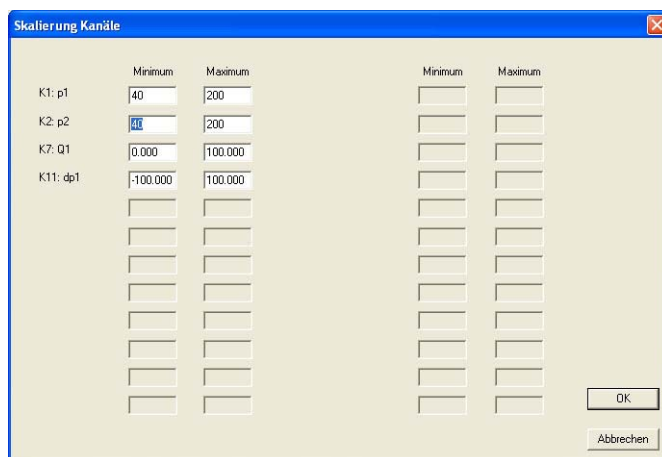 Skalierung Kanäle
Minimum Maximum Minimum Maximum
K1: p1 40 200
K2: p2 40 200
K7: Q1 0.000 100.000
K11: dp1 -100.000 100.000
OK
Abbrechen